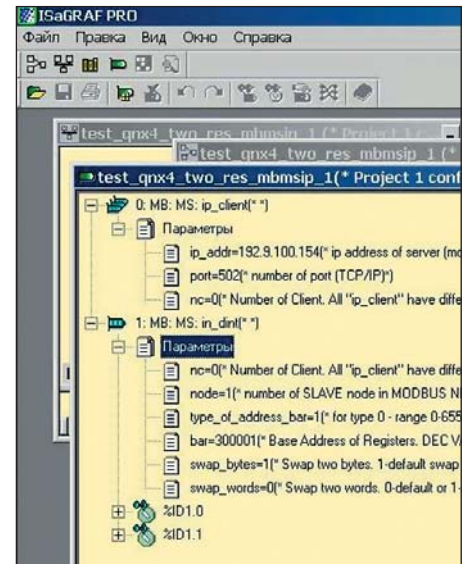 ISaGRAF PRO
Файл Правка Вид Окно Справка
test_qnx4_two_res_mbmsip_1 (* Project 1
test_qnx4_two_res_mbmsip_1 (*
test_qnx4_two_res_mbmsip_1(* Project 1 conf
0: MB: MS: ip_client(* *)
Параметры
ip_addr=192.9.100.154(* ip address of server (mo
port=502(* number of port (TCP/IP)*)
nc=0(* Number of Client. All "ip_client" have diffe
1: MB: MS: in_dint(* *)
Параметры
nc=0(* Number of Client. All "ip_client" have diffe
node=1(* number of SLAVE node in MODBUS N
type_of_address_bar=1(* for type 0 - range 0-655
bar=300001(* Base Address of Registers. DEC V
swap_bytes=1(* Swap two bytes. 1-default swap
swap_words=0(* Swap two words. 0-default or 1-
%ID1.0
%ID1.1